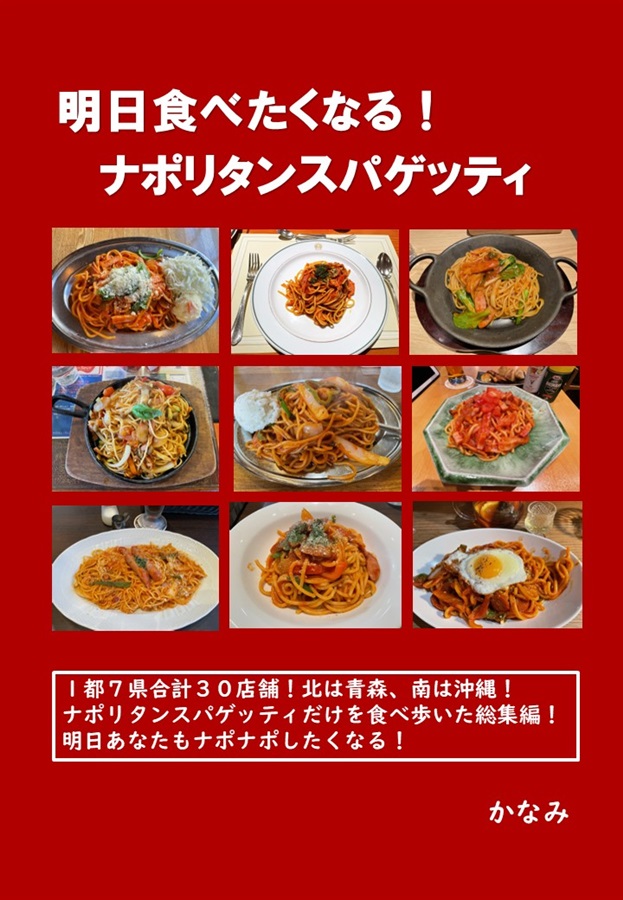 明日食べたくなる！
ナポリタンスパゲッティ
１都７県合計３０店舗！北は青森、南は沖縄！
ナポリタンスパゲッティだけを食べ歩いた総集編！
明日あなたもナポナポしたくなる！
かなみ